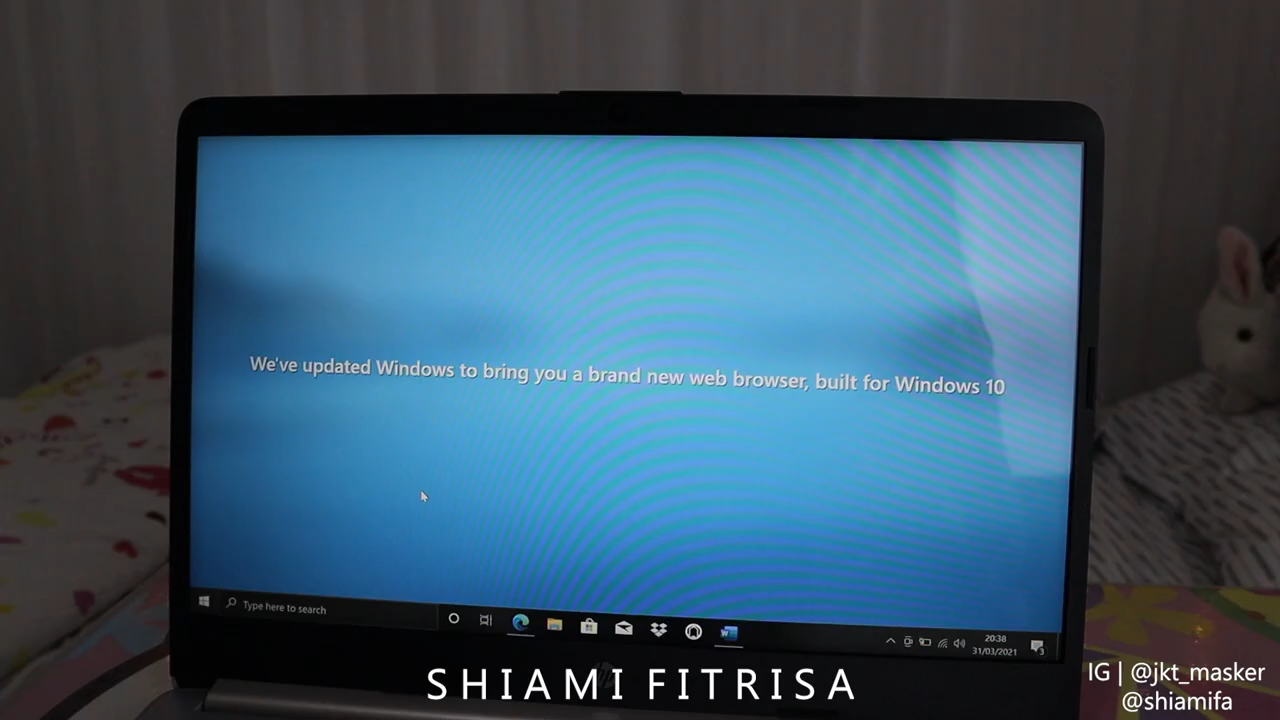 We've updated Windows to bring you a brand new web browser, built for Windows 10
Type here to search
20:38
31/03/2021
3
SHIAMI FITRISA
IG | @jkt_masker
@shiamifa